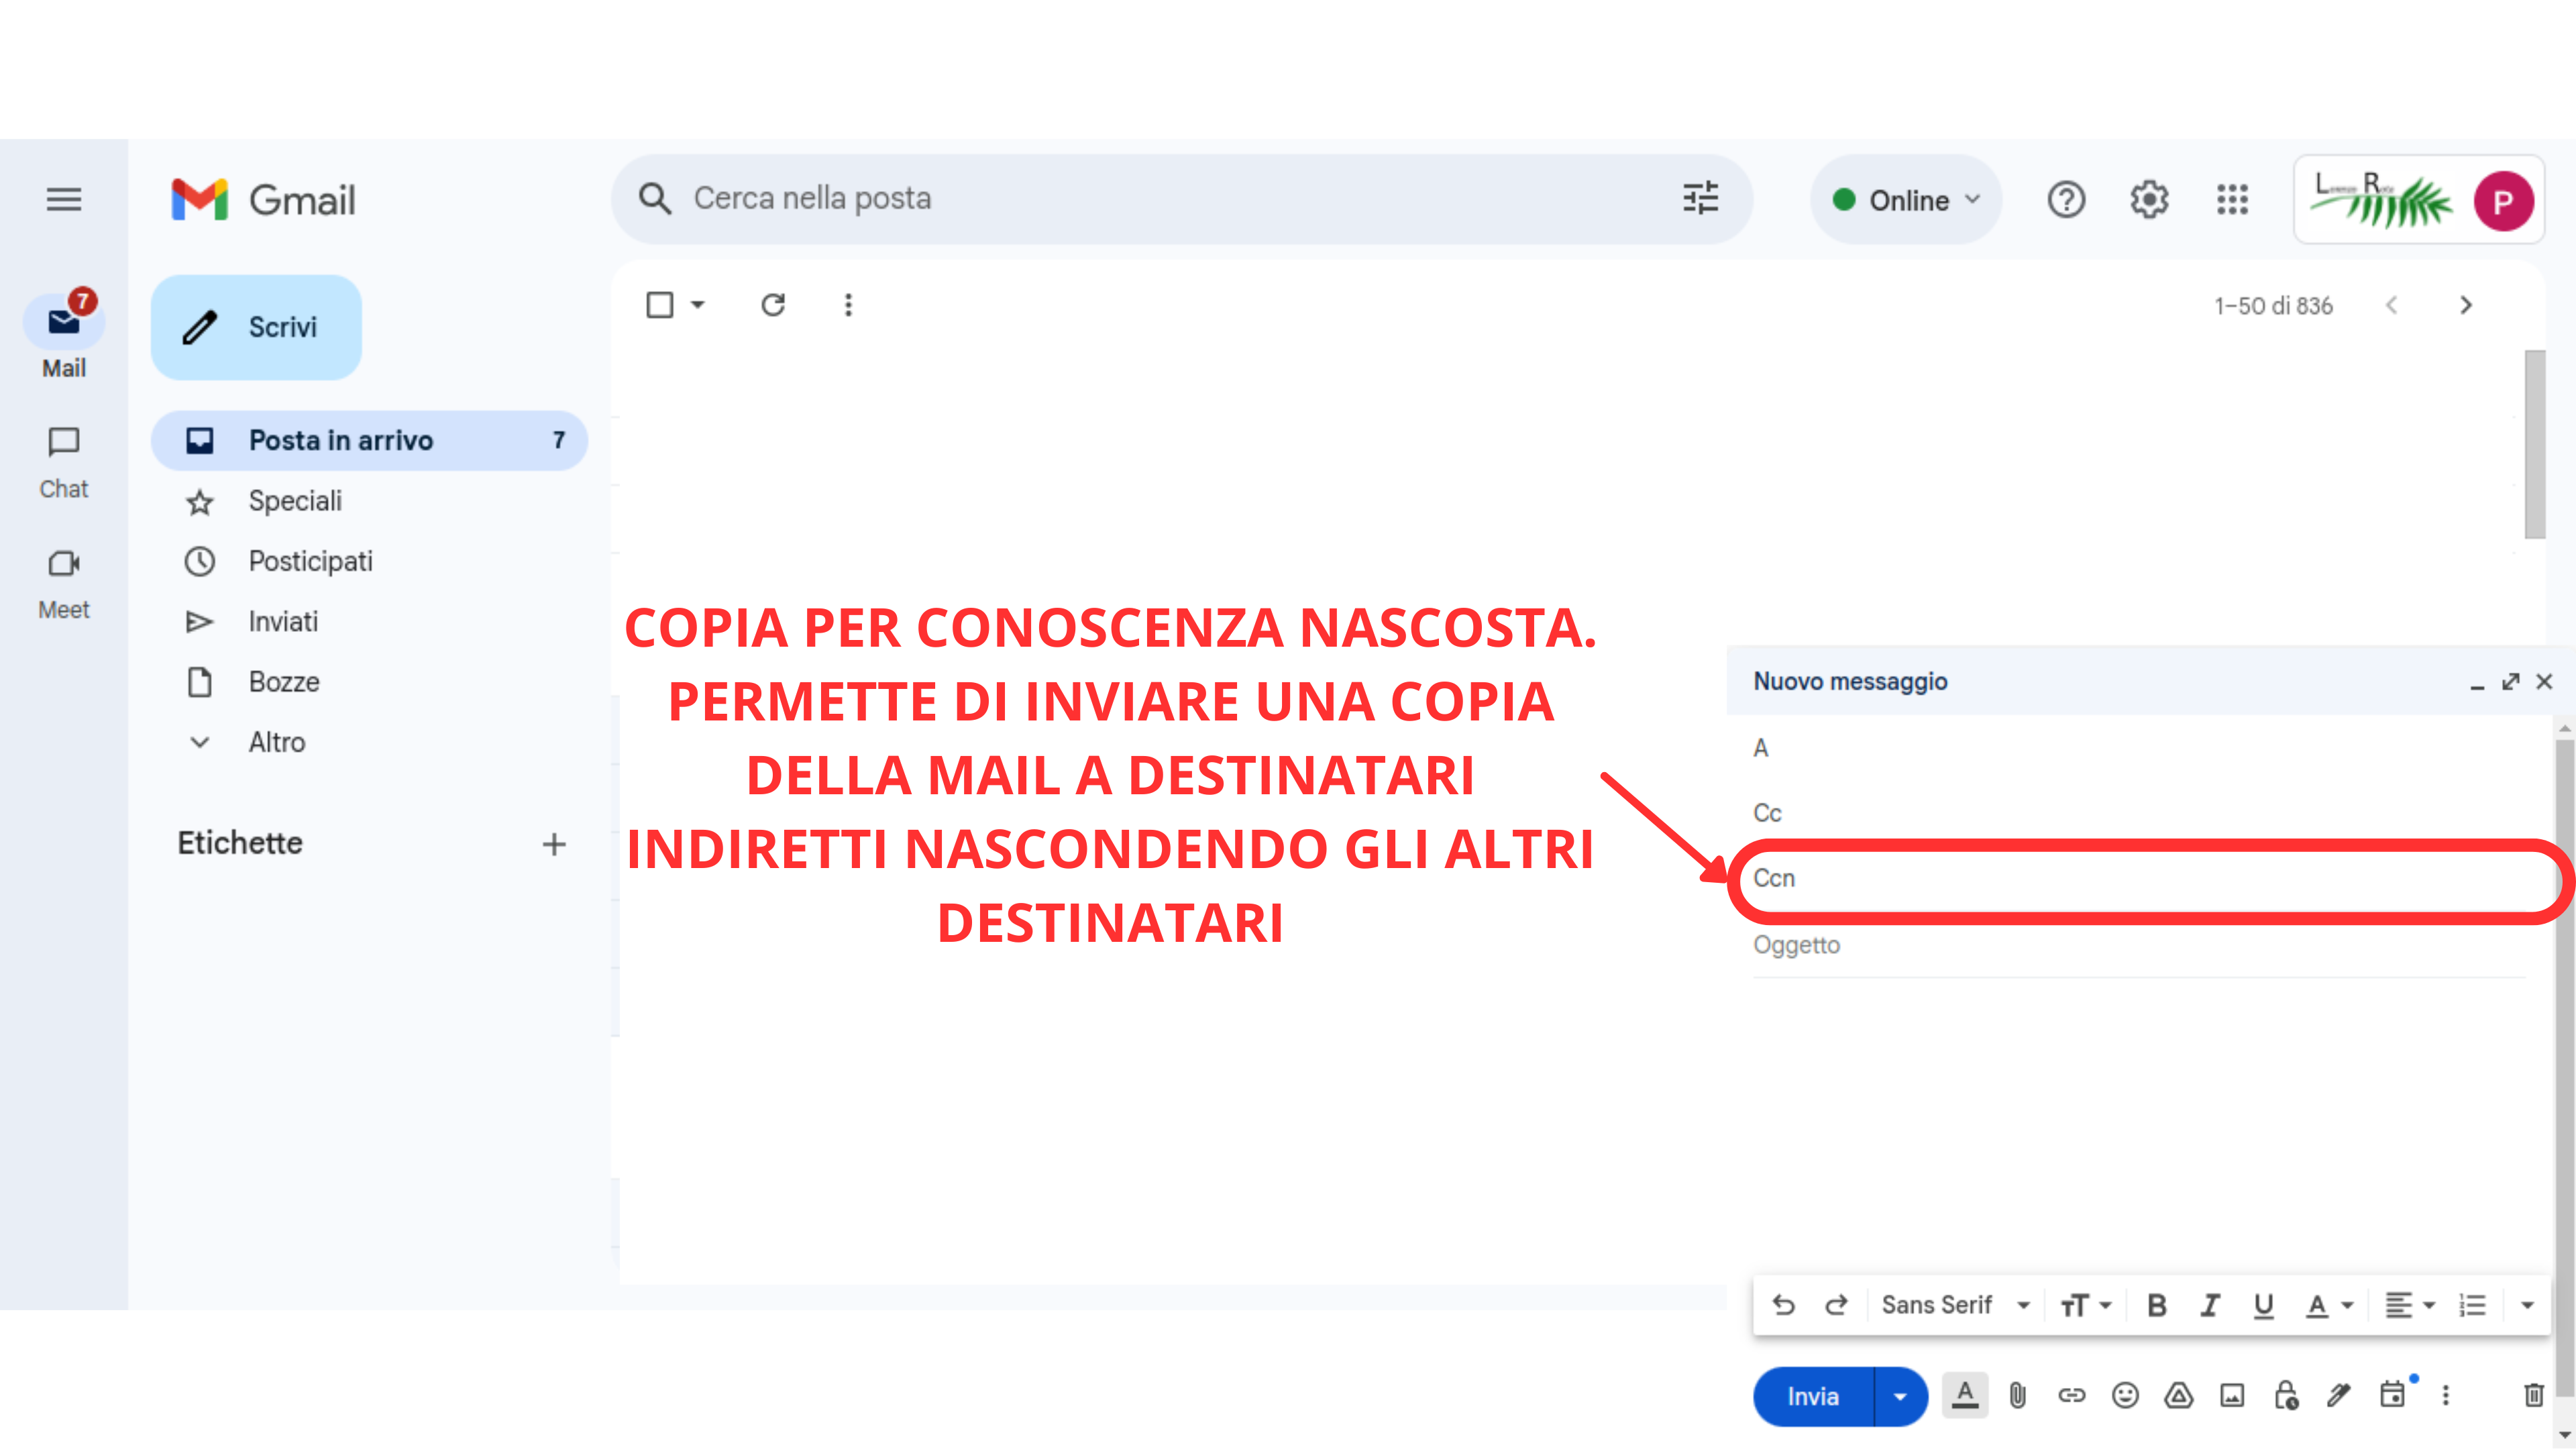 Gmail
Cerca nella posta
Online
L R
P
7
Mail
Scrivi
1–50 di 836
Posta in arrivo 7
Chat
Speciali
Posticipati
Meet
Inviati
Bozze
Altro
Etichette
COPIA PER CONOSCENZA NASCOSTA.
PERMETTE DI INVIARE UNA COPIA
DELLA MAIL A DESTINATARI
INDIRETTI NASCONDENDO GLI ALTRI
DESTINATARI
Nuovo messaggio
A
Cc
Ccn
Oggetto
Sans Serif
Invia